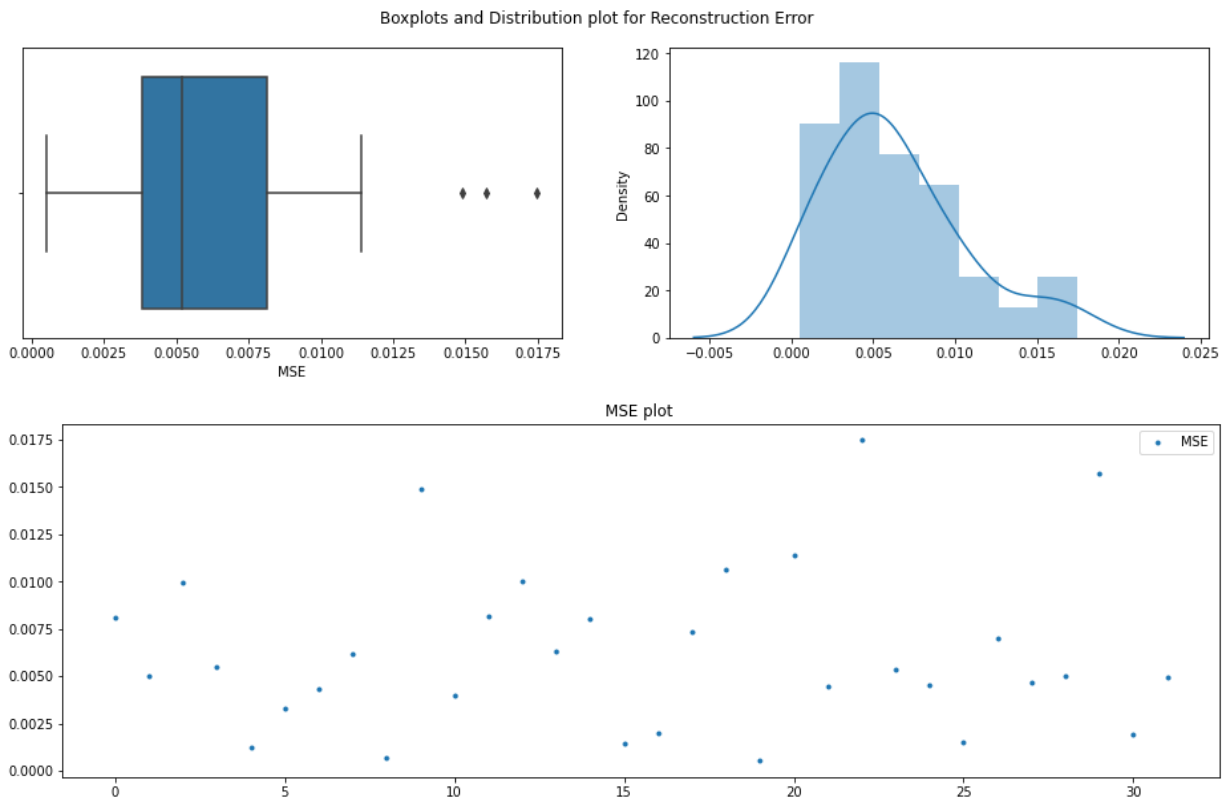 Boxplots and Distribution plot for Reconstruction Error
0.0000 0.0025 0.0050 0.0075 0.0100 0.0125 0.0150 0.0175
MSE
120
100
80
60
40
20
0
Density
−0.005 0.000 0.005 0.010 0.015 0.020 0.025
MSE plot
0.0175
0.0150
0.0125
0.0100
0.0075
0.0050
0.0025
0.0000
MSE
0 5 10 15 20 25 30